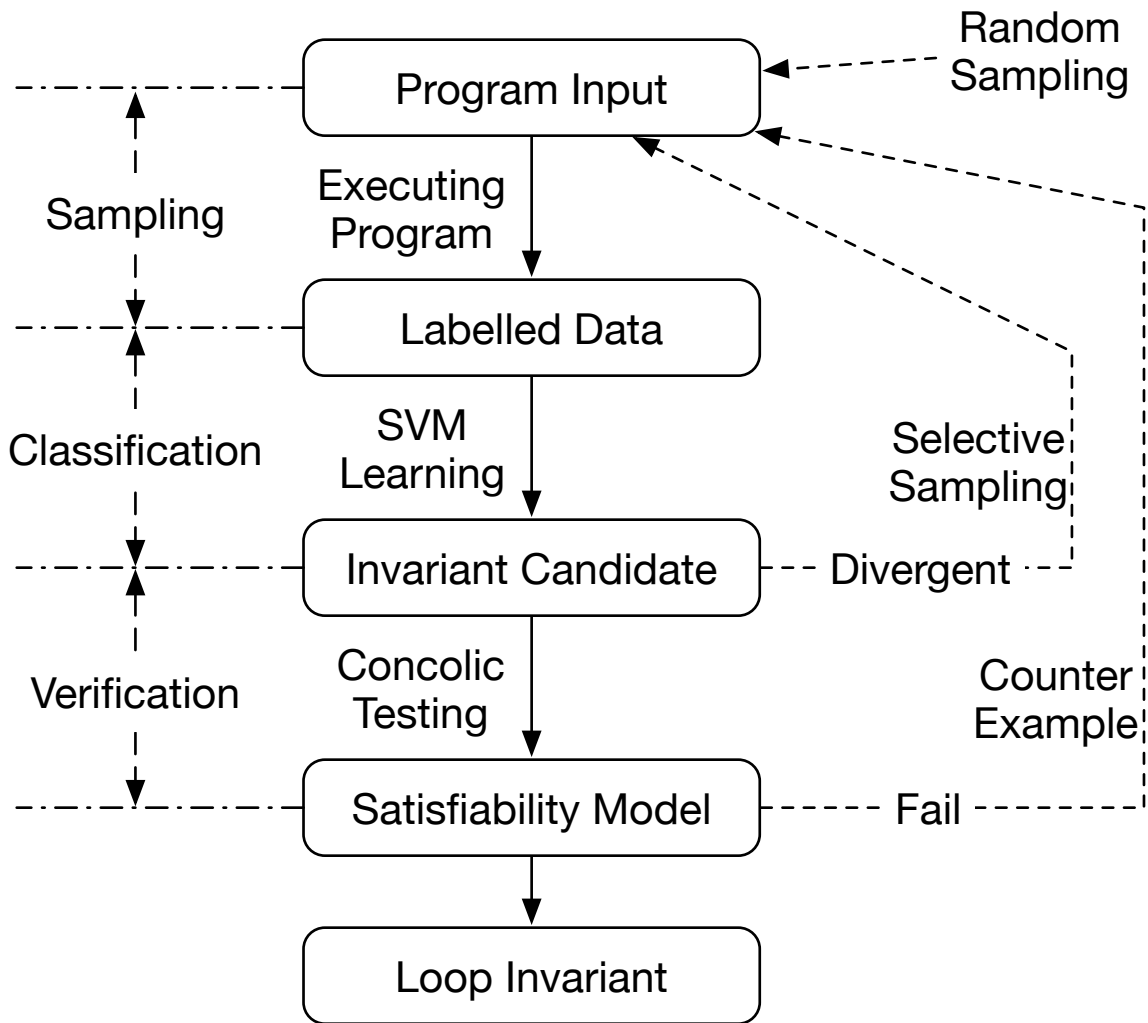 Random
Sampling
Program Input
Executing
Program
Sampling
Labelled Data
SVM
Learning
Classification
Selective
Sampling
Invariant Candidate
Divergent
Concolic
Testing
Verification
Counter
Example
Satisfiability Model
Fail
Loop Invariant